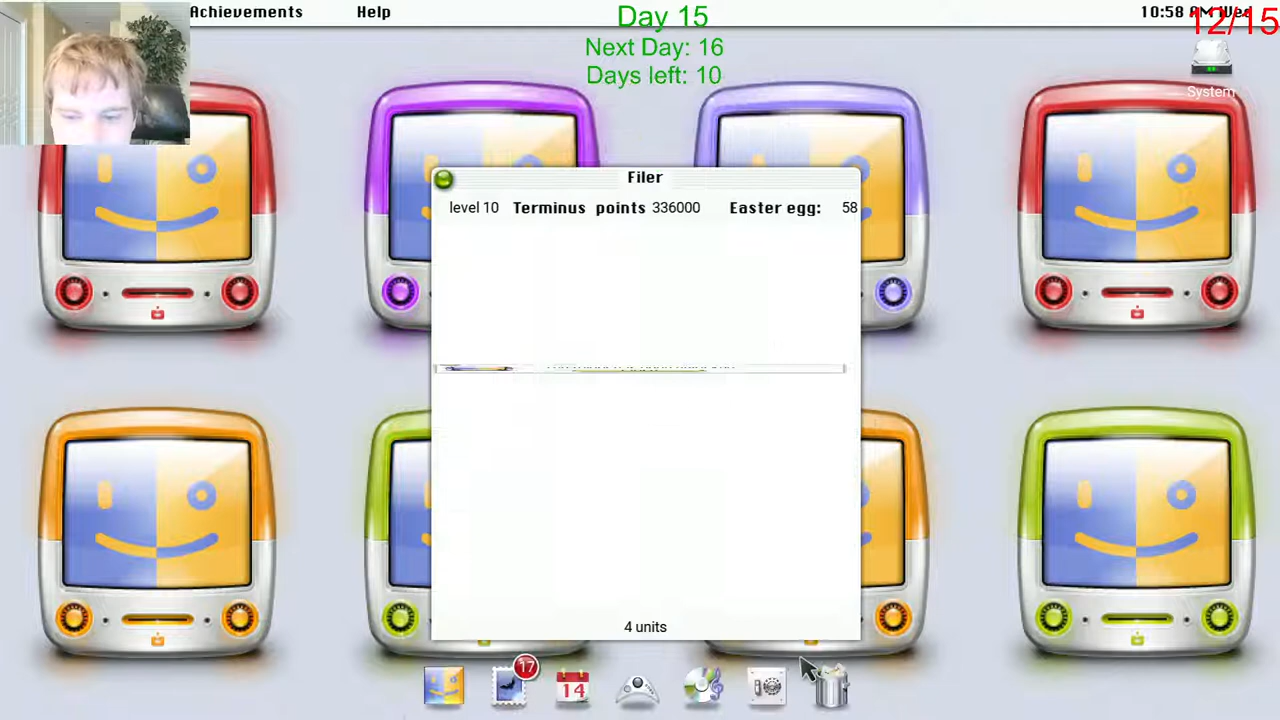 Achievements Help
Day 15
Next Day: 16
Days left: 10
10:58 AM Wed
12/15
System
Filer
level 10 Terminus points 336000 Easter egg: 58
4 units
17
14